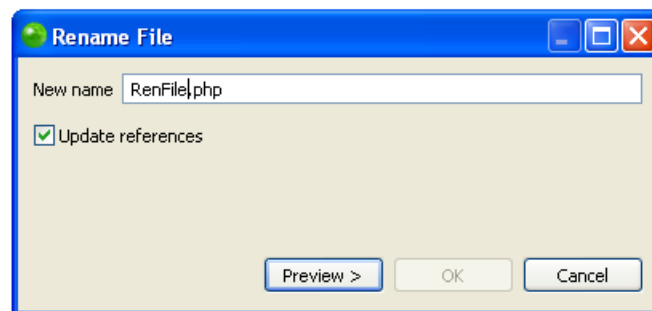 Rename File
New name RenFile.php
Update references
Preview > OK Cancel